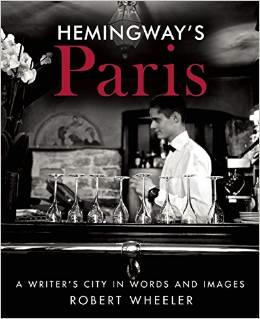 HEMINGWAY'S
Paris
A WRITER'S CITY IN WORDS AND IMAGES
ROBERT WHEELER